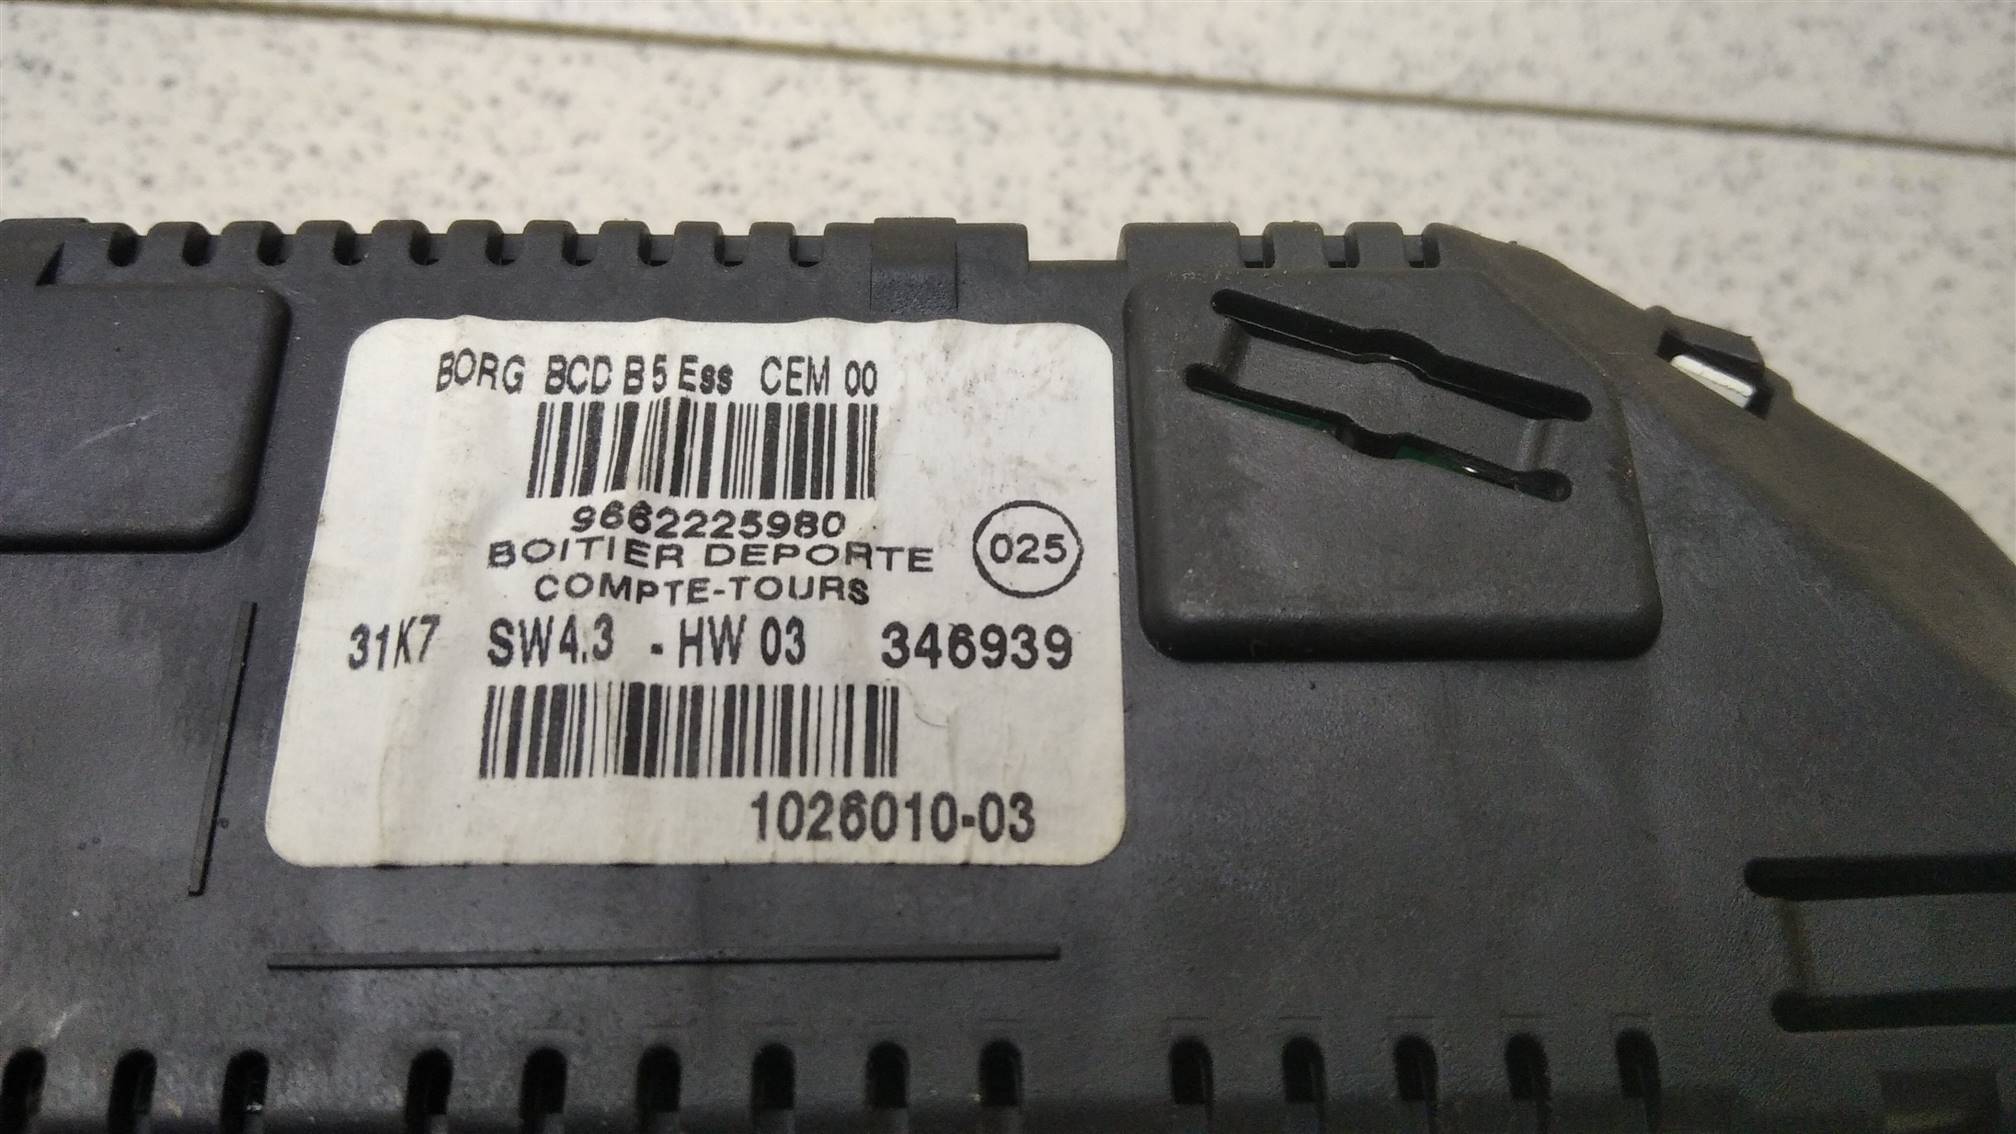 BORG BCD B5 Ess CEM 00
9662225980
BOITIER DEPORTE
025
COMPTE-TOURS
31K7 SW4.3 - HW 03 346939
1026010-03